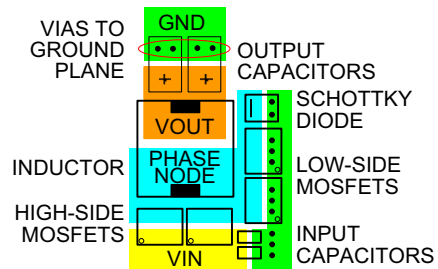 VIAS TO
GROUND
PLANE
GND
OUTPUT
CAPACITORS
SCHOTTKY
DIODE
VOUT
INDUCTOR
PHASE
NODE
LOW-SIDE
MOSFETS
HIGH-SIDE
MOSFETS
VIN
INPUT
CAPACITORS